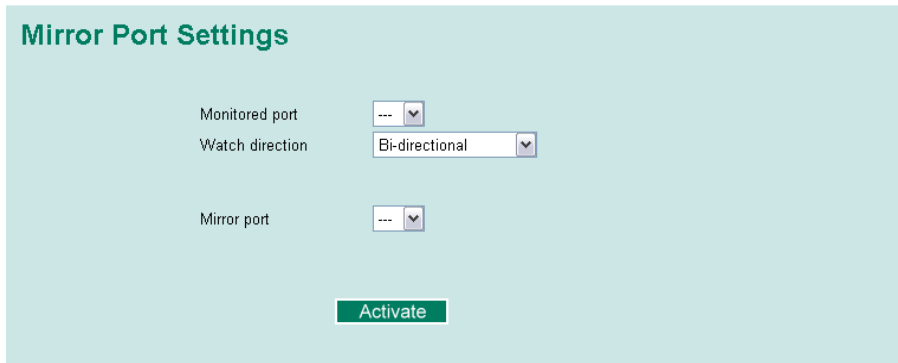 Mirror Port Settings
Monitored port ---
Watch direction Bi-directional
Mirror port ---
Activate